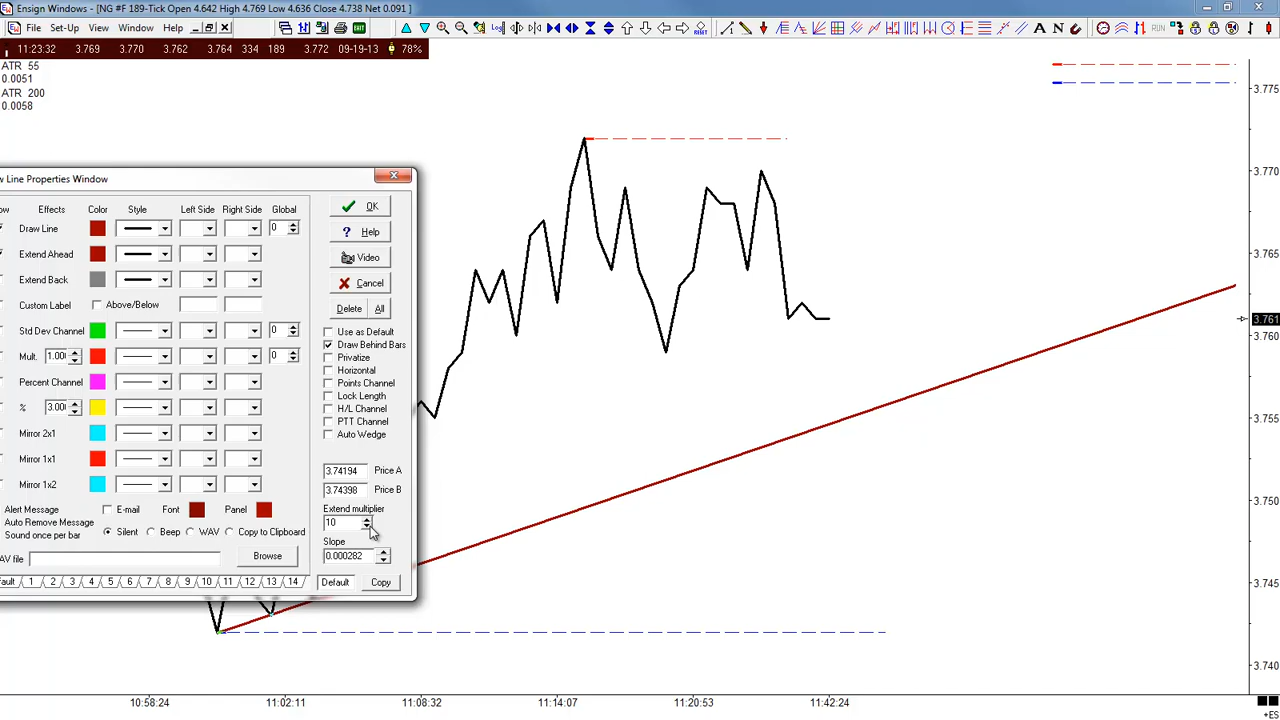 Ensign Windows - [NG #F 189-Tick Open 4.642 High 4.769 Low 4.636 Close 4.738 Net 0.091 ]
File Set-Up View Window Help
11:23:32 3.769 3.770 3.762 3.764 334 189 3.772 09-19-13 78%
ATR 55
0.0051
ATR 200
0.0058
Line Properties Window
Effects Color Style Left Side Right Side Global
Draw Line 0
Extend Ahead
Extend Back
Custom Label Above/Below
Std Dev Channel 0
Mult. 1.00 0
Percent Channel
% 3.00
Mirror 2x1
Mirror 1x1
Mirror 1x2
Alert Message E-mail Font Panel
Auto Remove Message
Sound once per bar Silent Beep WAV Copy to Clipboard
AV file Browse
fault 1 2 3 4 5 6 7 8 9 10 11 12 13 14
OK
Help
Video
Cancel
Delete All
Use as Default
Draw Behind Bars
Privatize
Horizontal
Points Channel
Lock Length
H/L Channel
PTT Channel
Auto Wedge
3.74194 Price A
3.74398 Price B
Extend multiplier
10
Slope
0.000282
Default Copy
3.775
3.770
3.765
3.761
3.760
3.755
3.750
3.745
3.740
10:58:24 11:02:11 11:08:32 11:14:07 11:20:53 11:42:24
+ES